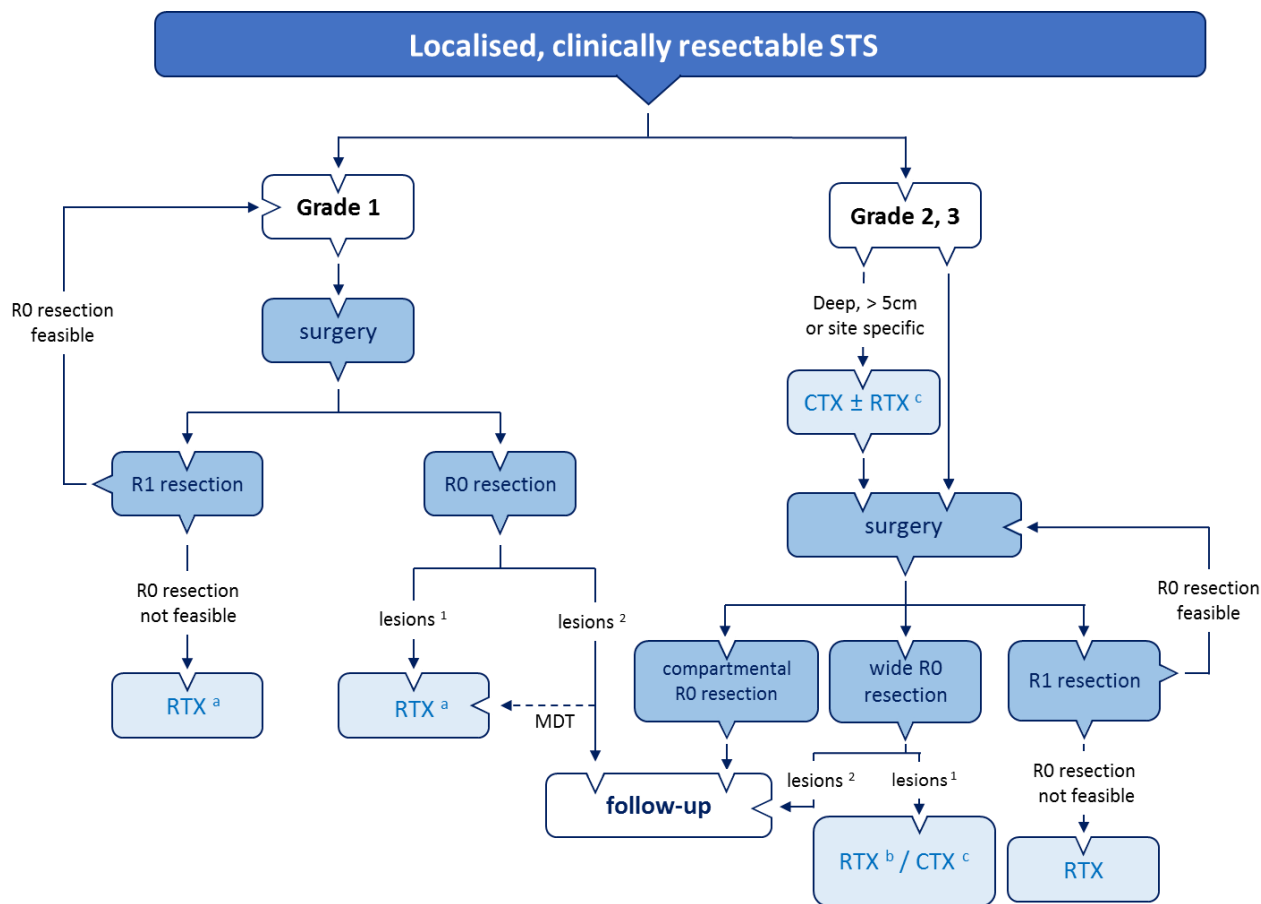 Localised, clinically resectable STS
Grade 1
Grade 2, 3
R0 resection
feasible
surgery
Deep, > 5cm
or site specific
CTX ± RTX c
R1 resection
R0 resection
surgery
R0 resection
not feasible
lesions 1
lesions 2
R0 resection
feasible
compartmental
R0 resection
wide R0
resection
R1 resection
RTX a
RTX a
MDT
lesions 2
lesions 1
R0 resection
not feasible
follow-up
RTX b / CTX c
RTX